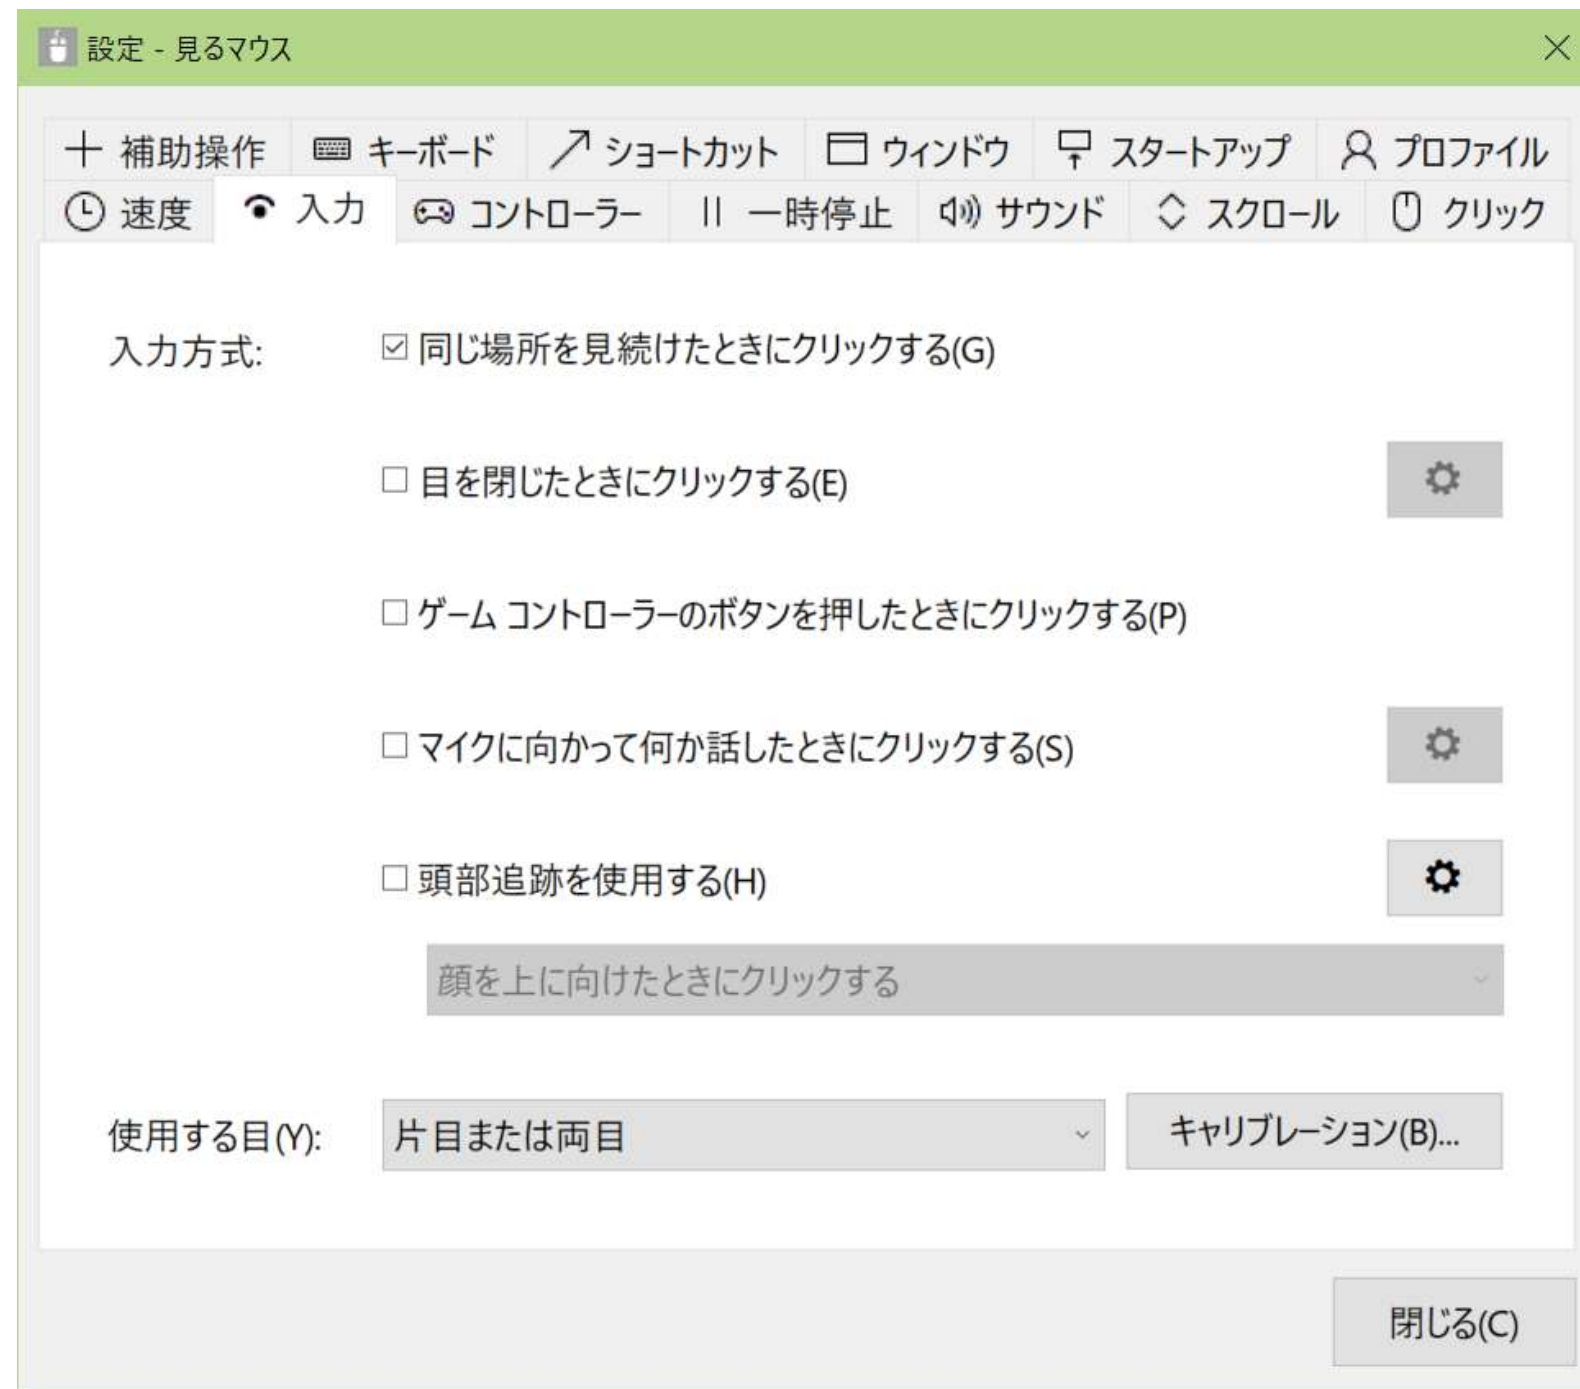 設定 - 見るマウス
補助操作 キーボード ショートカット ウィンドウ スタートアップ プロファイル
速度 入力 コントローラー 一時停止 サウンド スクロール クリック
入力方式: 同じ場所を見続けたときにクリックする(G)
目を閉じたときにクリックする(E)
ゲーム コントローラーのボタンを押したときにクリックする(P)
マイクに向かって何か話したときにクリックする(S)
頭部追跡を使用する(H)
顔を上に向けたときにクリックする
使用する目(Y): 片目または両目 キャリブレーション(B)...
閉じる(C)